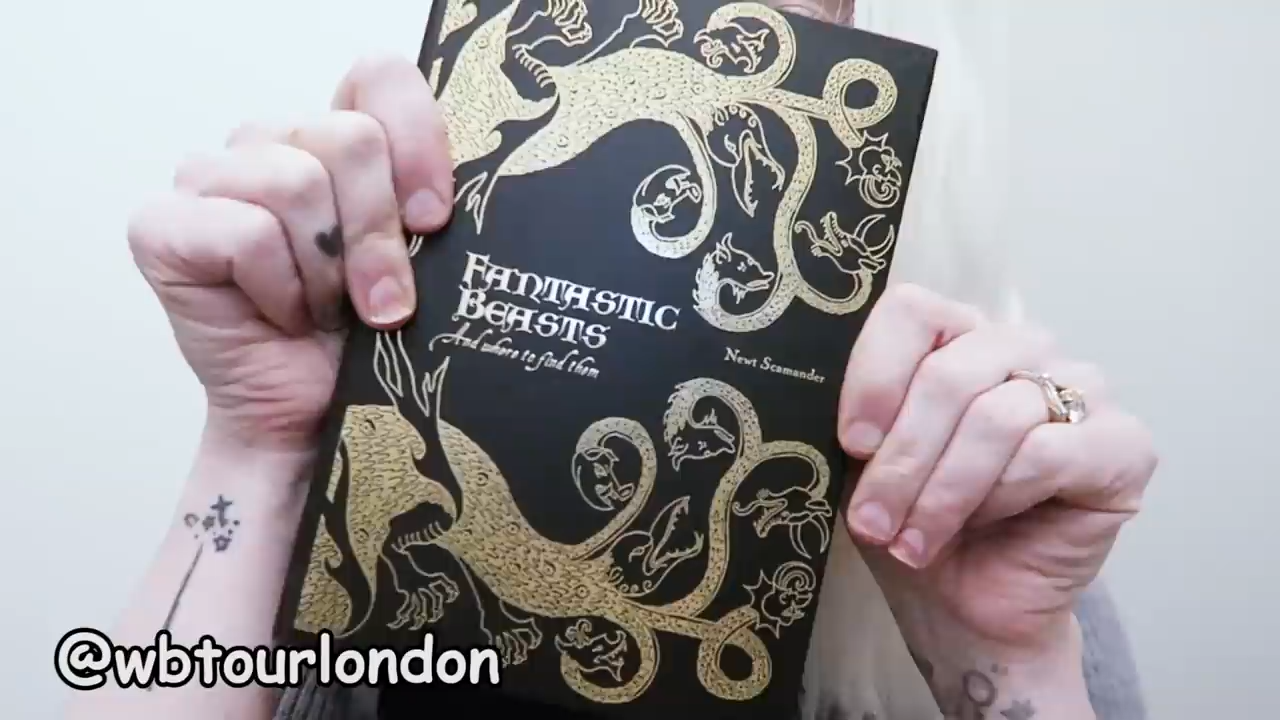 FANTASTIC
BEASTS
And where to find them
Newt Scamander
@wbtourlondon